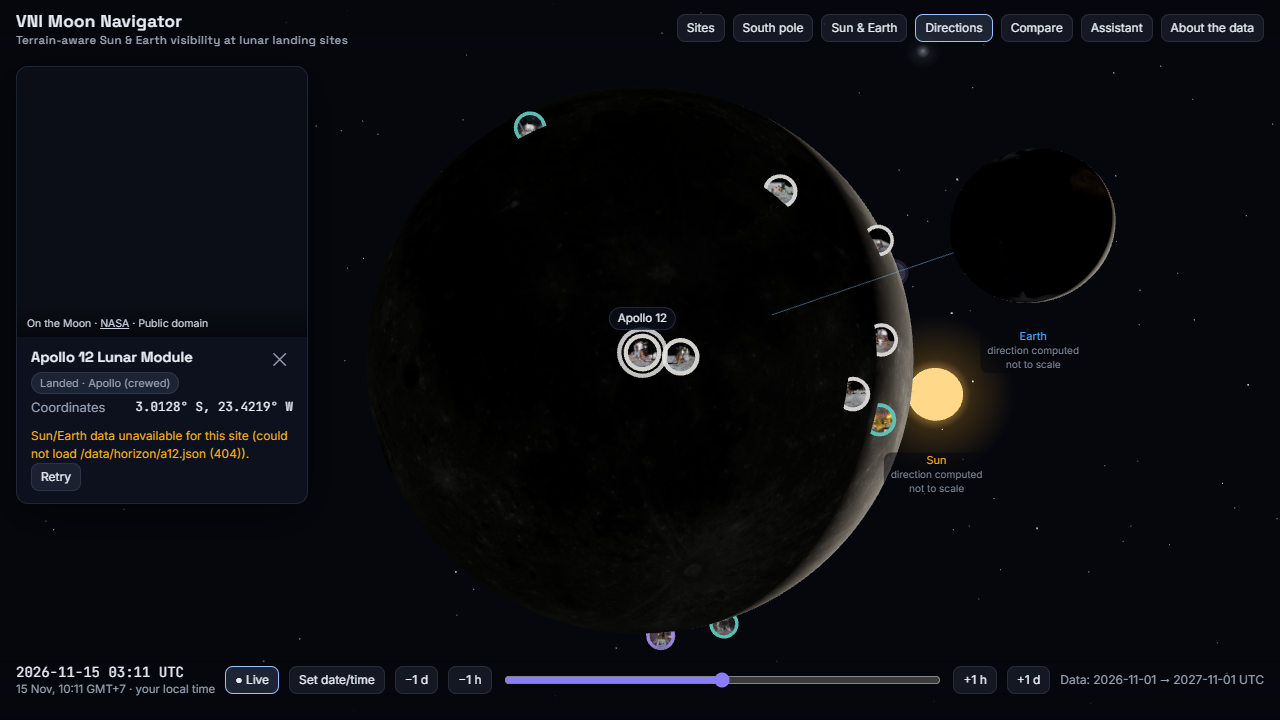 VNI Moon Navigator
Terrain-aware Sun & Earth visibility at lunar landing sites
Sites
South pole
Sun & Earth
Directions
Compare
Assistant
About the data
On the Moon · NASA · Public domain
Apollo 12 Lunar Module
Landed · Apollo (crewed)
Coordinates 3.0128° S, 23.4219° W
Sun/Earth data unavailable for this site (could
not load /data/horizon/a12.json (404)).
Retry
Apollo 12
Earth
direction computed
not to scale
Sun
direction computed
not to scale
2026-11-15 03:11 UTC
15 Nov, 10:11 GMT+7 · your local time
● Live
Set date/time
−1 d
−1 h
+1 h
+1 d
Data: 2026-11-01 → 2027-11-01 UTC